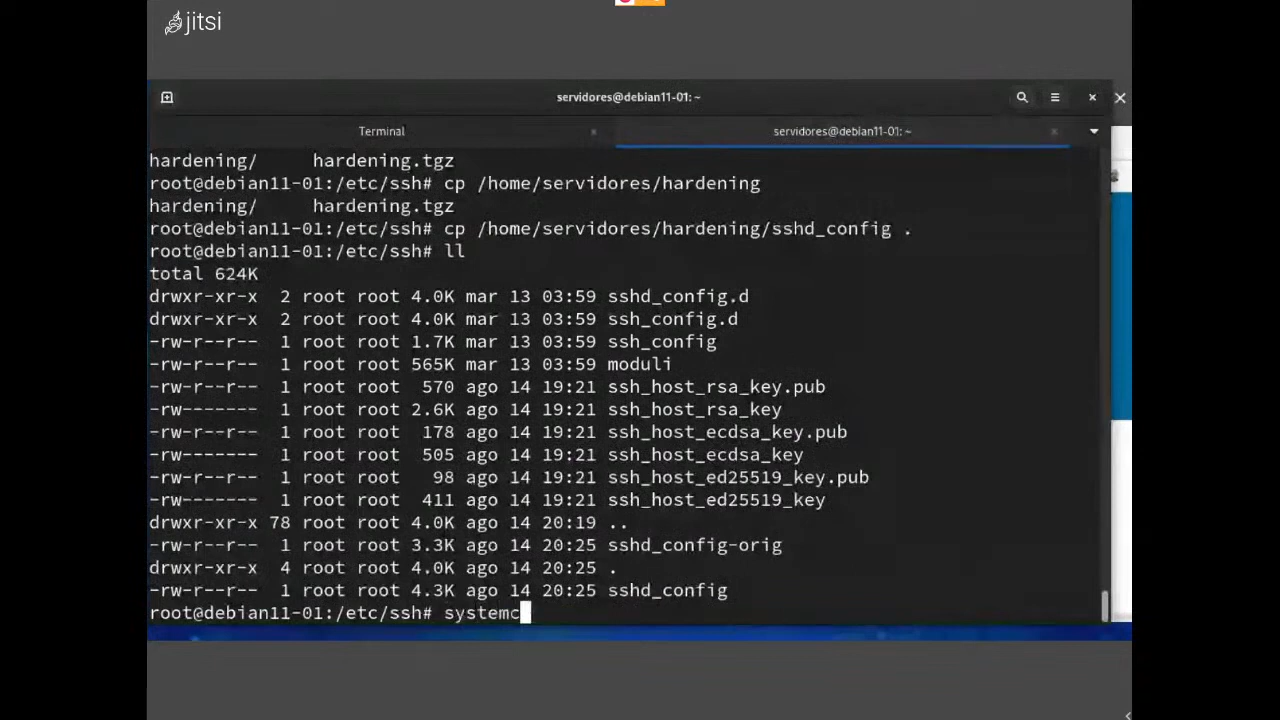 jitsi
servidores@debian11-01: ~
Terminal
servidores@debian11-01: ~
hardening/     hardening.tgz
root@debian11-01:/etc/ssh# cp /home/servidores/hardening
hardening/     hardening.tgz
root@debian11-01:/etc/ssh# cp /home/servidores/hardening/sshd_config .
root@debian11-01:/etc/ssh# ll
total 624K
drwxr-xr-x  2 root root 4.0K mar 13 03:59 sshd_config.d
drwxr-xr-x  2 root root 4.0K mar 13 03:59 ssh_config.d
-rw-r--r--  1 root root 1.7K mar 13 03:59 ssh_config
-rw-r--r--  1 root root 565K mar 13 03:59 moduli
-rw-r--r--  1 root root  570 ago 14 19:21 ssh_host_rsa_key.pub
-rw-------  1 root root 2.6K ago 14 19:21 ssh_host_rsa_key
-rw-r--r--  1 root root  178 ago 14 19:21 ssh_host_ecdsa_key.pub
-rw-------  1 root root  505 ago 14 19:21 ssh_host_ecdsa_key
-rw-r--r--  1 root root   98 ago 14 19:21 ssh_host_ed25519_key.pub
-rw-------  1 root root  411 ago 14 19:21 ssh_host_ed25519_key
drwxr-xr-x 78 root root 4.0K ago 14 20:19 ..
-rw-r--r--  1 root root 3.3K ago 14 20:25 sshd_config-orig
drwxr-xr-x  4 root root 4.0K ago 14 20:25 .
-rw-r--r--  1 root root 4.3K ago 14 20:25 sshd_config
root@debian11-01:/etc/ssh# systemc